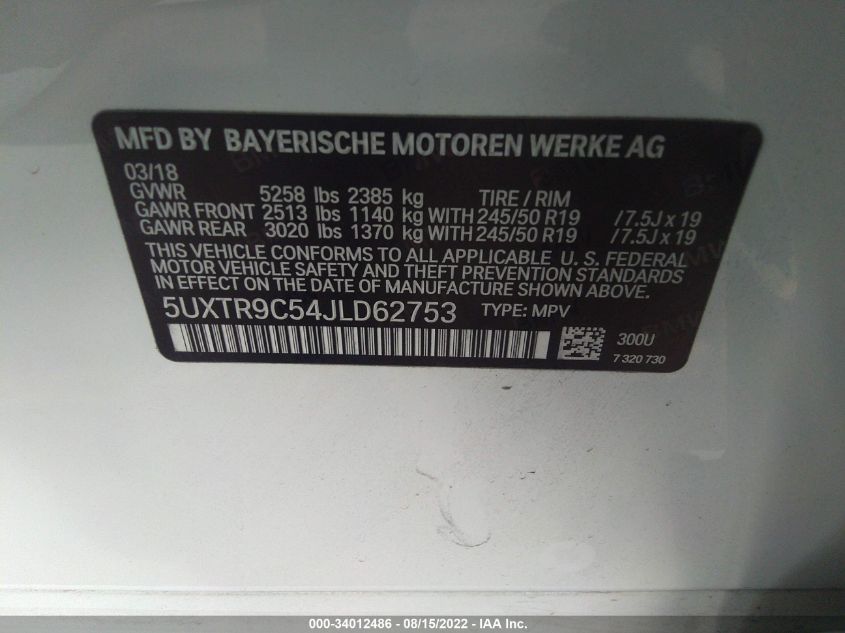 MFD BY BAYERISCHE MOTOREN WERKE AG
03/18
GVWR 5258 lbs 2385 kg TIRE / RIM
GAWR FRONT 2513 lbs 1140 kg WITH 245/50 R19 /7.5J x 19
GAWR REAR 3020 lbs 1370 kg WITH 245/50 R19 /7.5J x 19
THIS VEHICLE CONFORMS TO ALL APPLICABLE U. S. FEDERAL
MOTOR VEHICLE SAFETY AND THEFT PREVENTION STANDARDS
IN EFFECT ON THE DATE OF MANUFACTURE SHOWN ABOVE.
5UXTR9C54JLD62753 TYPE: MPV
300U
7 320 730
000-34012486 - 08/15/2022 - IAA Inc.